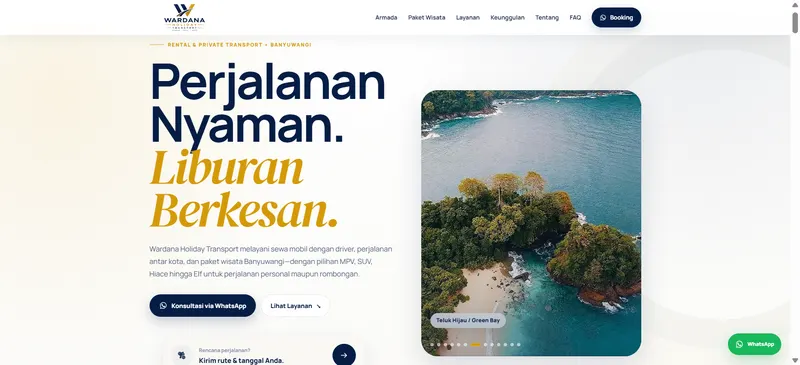 WARDANA
HOLIDAY
Armada
Paket Wisata
Layanan
Keunggulan
Tentang
FAQ
Booking
RENTAL & PRIVATE TRANSPORT • BANYUWANGI
Perjalanan
Nyaman.
Liburan
Berkesan.
Wardana Holiday Transport melayani sewa mobil dengan driver, perjalanan
antar kota, dan paket wisata Banyuwangi—dengan pilihan MPV, SUV,
Hiace hingga Elf untuk perjalanan personal maupun rombongan.
Konsultasi via WhatsApp
Lihat Layanan
Rencana perjalanan?
Kirim rute & tanggal Anda.
Teluk Hijau / Green Bay
WhatsApp